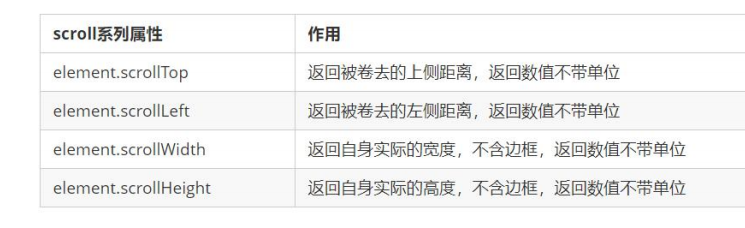 scroll系列属性 作用
element.scrollTop 返回被卷去的上侧距离，返回数值不带单位
element.scrollLeft 返回被卷去的左侧距离，返回数值不带单位
element.scrollWidth 返回自身实际的宽度，不含边框，返回数值不带单位
element.scrollHeight 返回自身实际的高度，不含边框，返回数值不带单位